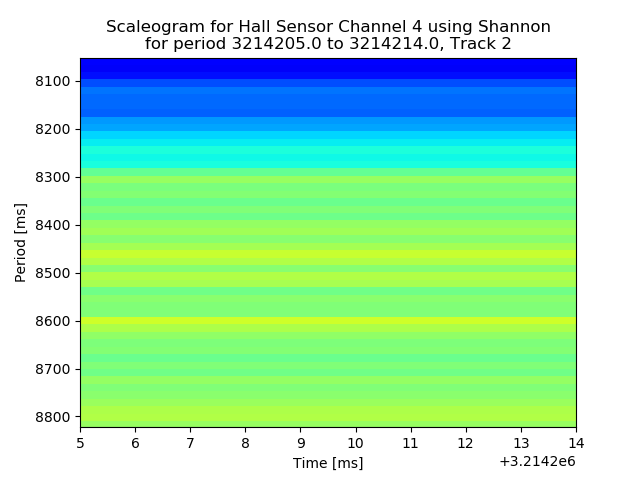 Scaleogram for Hall Sensor Channel 4 using Shannon
for period 3214205.0 to 3214214.0, Track 2
8100
8200
8300
8400
8500
8600
8700
8800
Period [ms]
5 6 7 8 9 10 11 12 13 14
Time [ms]
+3.2142e6